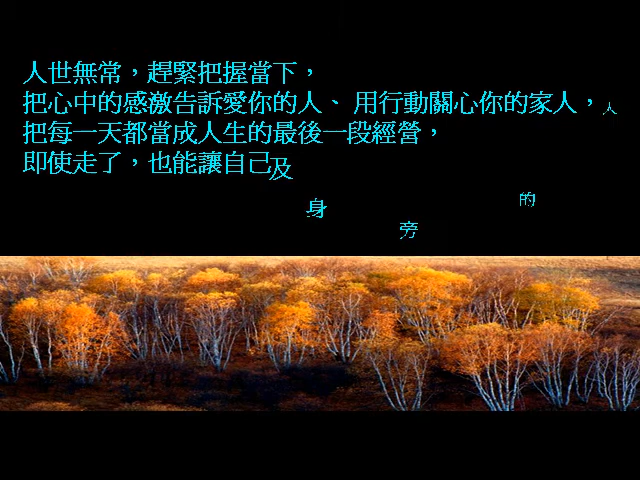 人世無常，趕緊把握當下，
把心中的感激告訴愛你的人、 用行動關心你的家人，
把每一天都當成人生的最後一段經營，
即使走了，也能讓自己及身旁的人